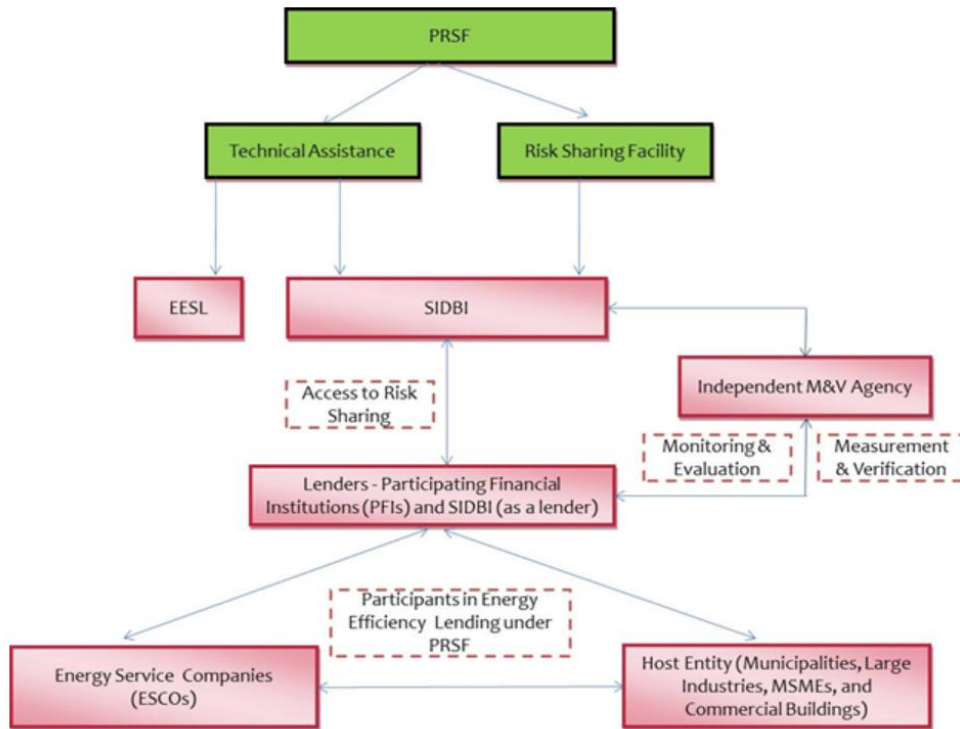 PRSF
Technical Assistance
Risk Sharing Facility
EESL
SIDBI
Access to Risk
Sharing
Independent M&V Agency
Monitoring &
Evaluation
Measurement
& Verification
Lenders - Participating Financial
Institutions (PFIs) and SIDBI (as a lender)
Participants in Energy
Efficiency Lending under
PRSF
Energy Service Companies
(ESCOs)
Host Entity (Municipalities, Large
Industries, MSMEs, and
Commercial Buildings)